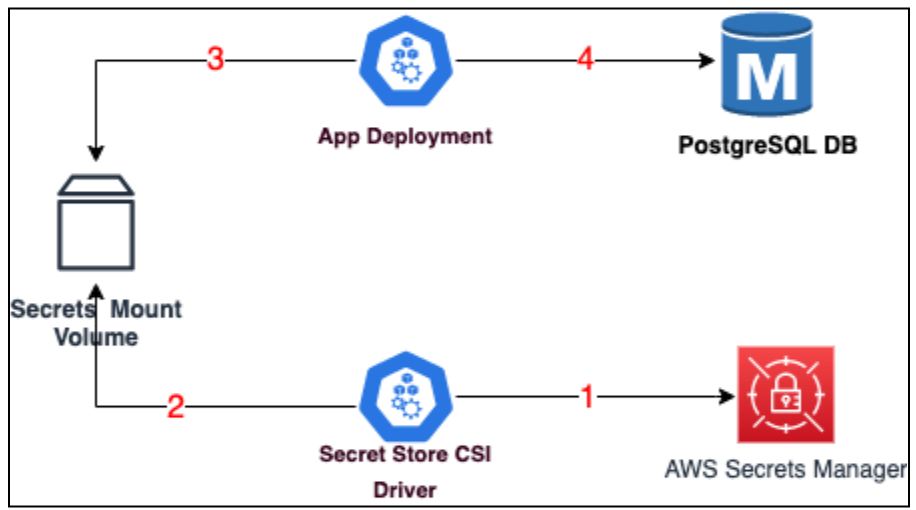 3
4
M
App Deployment
PostgreSQL DB
Secrets Mount
Volume
2
1
Secret Store CSI
Driver
AWS Secrets Manager